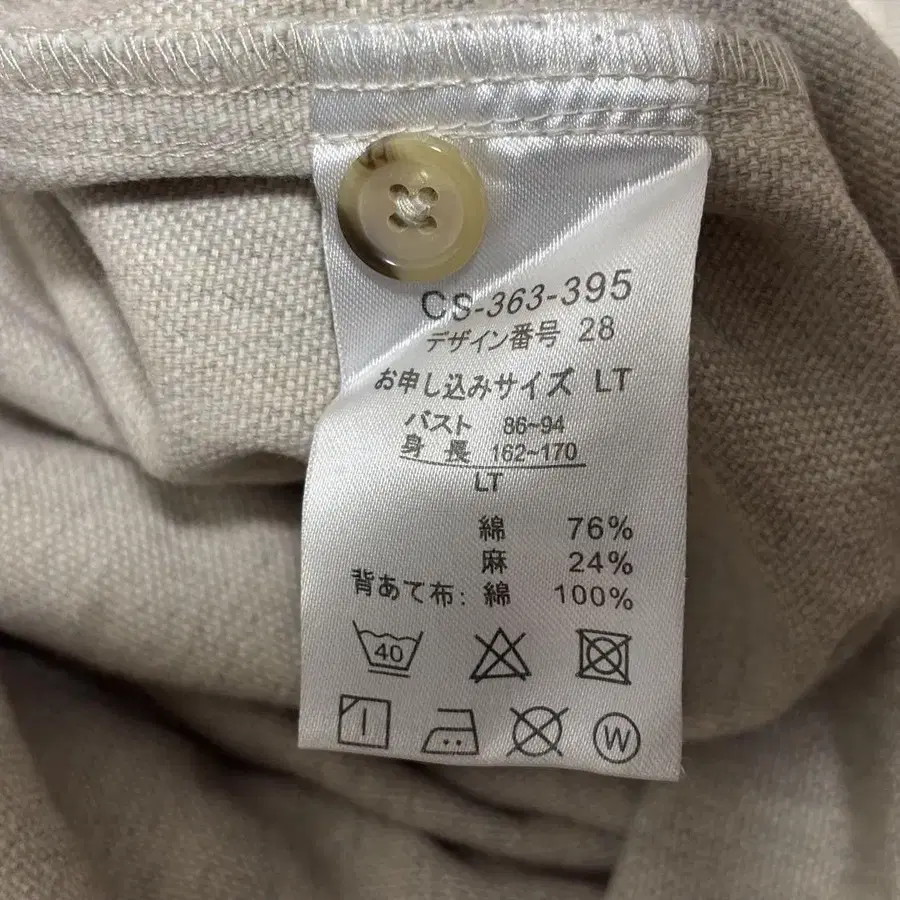 CS-363-395
デザイン番号 28
お申し込みサイズ LT
バスト 86~94
身長 162~170
LT
綿 76%
麻 24%
背あて布: 綿 100%
40
W